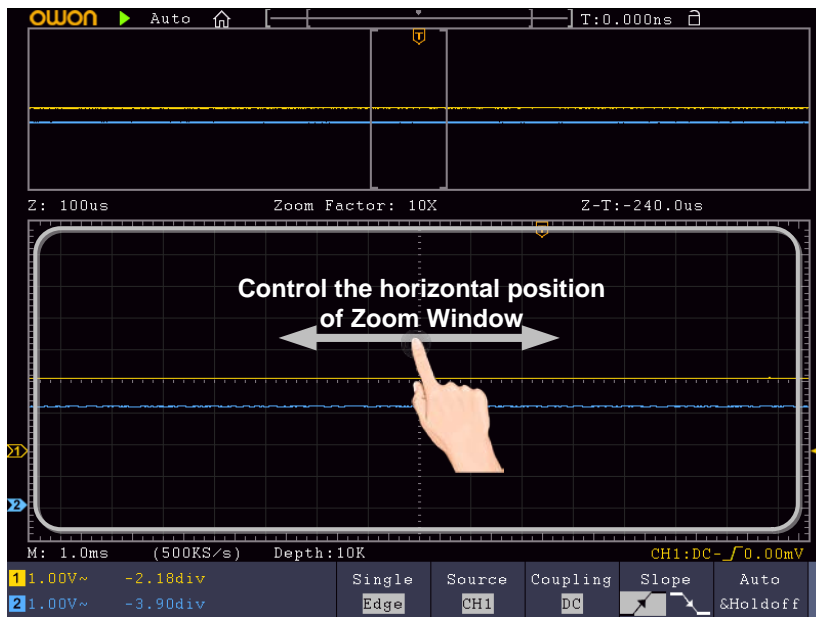 OWON Auto T:0.000ns
T
Z: 100us Zoom Factor: 10X Z-T:-240.0us
T
Control the horizontal position
of Zoom Window
1
2
M: 1.0ms (500KS/s) Depth:10K CH1:DC-0.00mV
1 1.00V~ -2.18div Single Source Coupling Slope Auto
2 1.00V~ -3.90div Edge CH1 DC &Holdoff